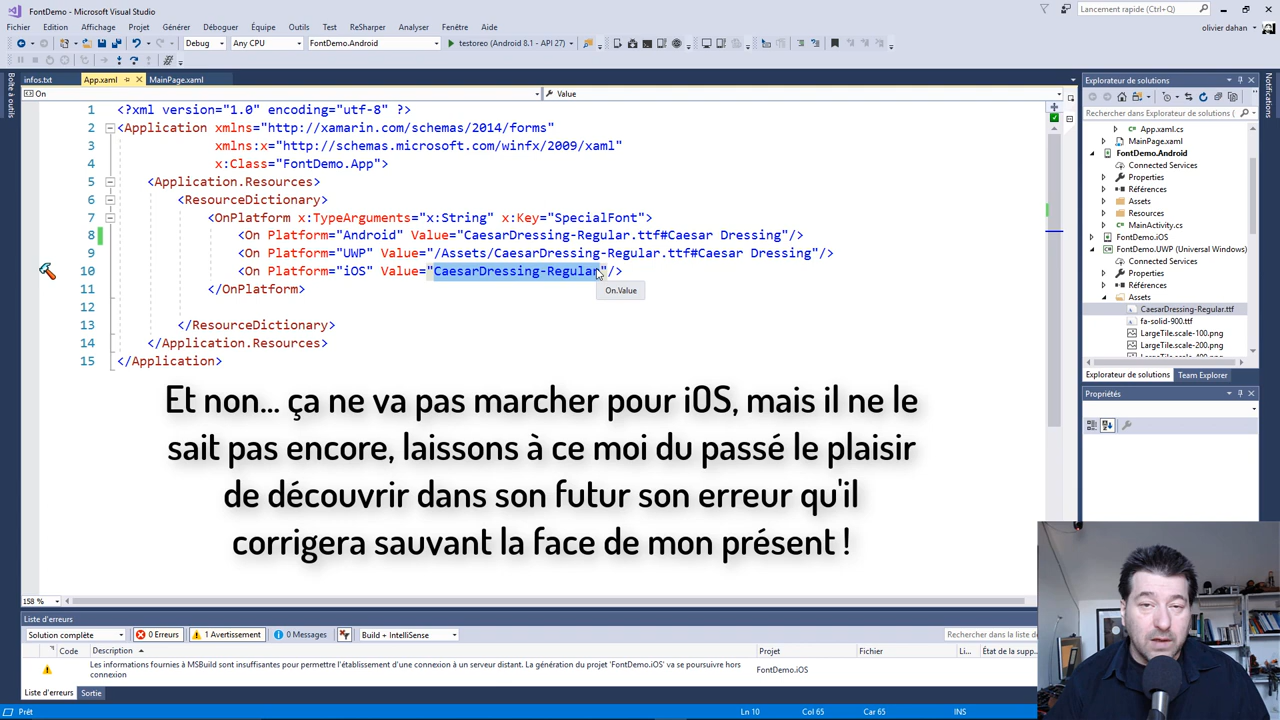 FontDemo - Microsoft Visual Studio
Lancement rapide (Ctrl+Q)
Fichier Edition Affichage Projet Générer Déboguer Équipe Outils Test ReSharper Analyser Fenêtre Aide
olivier dahan
Debug Any CPU FontDemo.Android testoreo (Android 8.1 - API 27)
Boîte à outils
infos.txt App.xaml MainPage.xaml
On Value
1 <?xml version="1.0" encoding="utf-8" ?>
2 <Application xmlns="http://xamarin.com/schemas/2014/forms"
3 xmlns:x="http://schemas.microsoft.com/winfx/2009/xaml"
4 x:Class="FontDemo.App">
5 <Application.Resources>
6 <ResourceDictionary>
7 <OnPlatform x:TypeArguments="x:String" x:Key="SpecialFont">
8 <On Platform="Android" Value="CaesarDressing-Regular.ttf#Caesar Dressing"/>
9 <On Platform="UWP" Value="/Assets/CaesarDressing-Regular.ttf#Caesar Dressing"/>
10 <On Platform="iOS" Value="CaesarDressing-Regular"/>
On.Value
11 </OnPlatform>
12
13 </ResourceDictionary>
14 </Application.Resources>
15 </Application>
Et non... ça ne va pas marcher pour iOS, mais il ne le
sait pas encore, laissons à ce moi du passé le plaisir
de découvrir dans son futur son erreur qu'il
corrigera sauvant la face de mon présent !
158 %
Explorateur de solutions
Rechercher dans Explorateur de solutions
App.xaml.cs
MainPage.xaml
FontDemo.Android
Connected Services
Properties
Références
Assets
Resources
MainActivity.cs
FontDemo.iOS
FontDemo.UWP (Universal Windows)
Connected Services
Properties
Références
Assets
CaesarDressing-Regular.ttf
fa-solid-900.ttf
LargeTile.scale-100.png
LargeTile.scale-200.png
Explorateur de solutions Team Explorer
Propriétés
Notifications
Liste d'erreurs
Solution complète 0 Erreurs 1 Avertissement 0 Messages Build + IntelliSense
Rechercher dans la liste de
Code Description Projet Fichier Li... État de la supp...
Les informations fournies à MSBuild sont insuffisantes pour permettre l'établissement d'une connexion à un serveur distant. La génération du projet 'FontDemo.iOS' va se poursuivre hors
connexion
FontDemo.iOS
Liste d'erreurs Sortie
Prêt Ln 10 Col 65 Car 65 INS